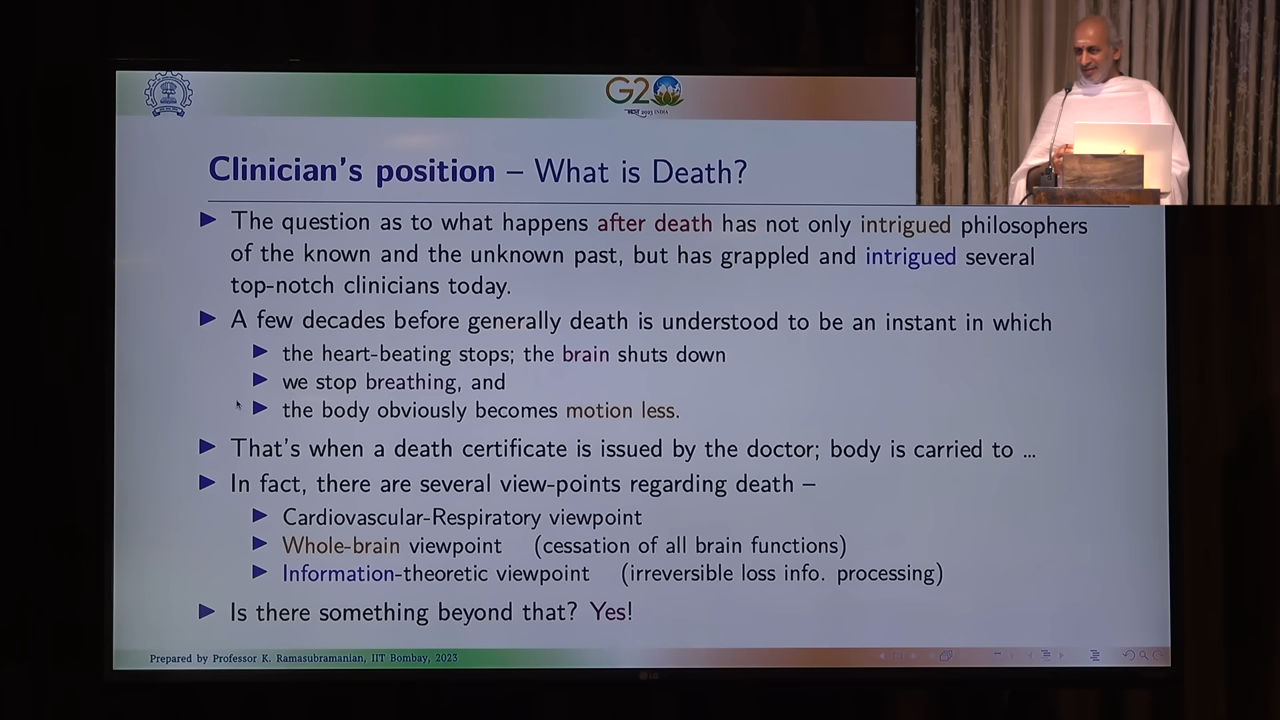 G20
भारत 2023 INDIA
Clinician's position – What is Death?
The question as to what happens after death has not only intrigued philosophers
of the known and the unknown past, but has grappled and intrigued several
top-notch clinicians today.
A few decades before generally death is understood to be an instant in which
the heart-beating stops; the brain shuts down
we stop breathing, and
the body obviously becomes motion less.
That's when a death certificate is issued by the doctor; body is carried to ...
In fact, there are several view-points regarding death –
Cardiovascular-Respiratory viewpoint
Whole-brain viewpoint (cessation of all brain functions)
Information-theoretic viewpoint (irreversible loss info. processing)
Is there something beyond that? Yes!
Prepared by Professor K. Ramasubramanian, IIT Bombay, 2023
LG